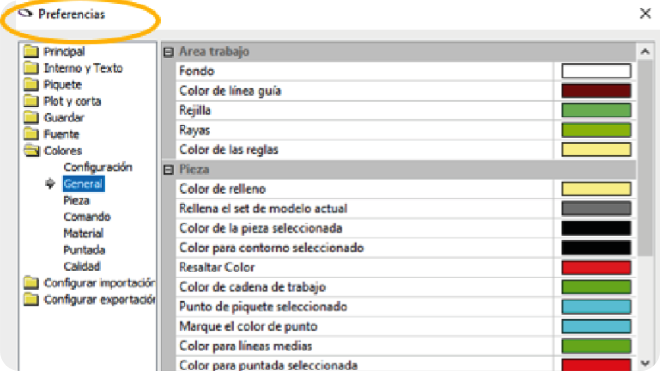 Preferencias
Principal
Interno y Texto
Piquete
Plot y corta
Guardar
Fuente
Colores
Configuración
General
Pieza
Comando
Material
Puntada
Calidad
Configurar importación
Configurar exportación
Area trabajo
Fondo
Color de línea guía
Rejilla
Rayas
Color de las reglas
Pieza
Color de relleno
Rellena el set de modelo actual
Color de la pieza seleccionada
Color para contorno seleccionado
Resaltar Color
Color de cadena de trabajo
Punto de piquete seleccionado
Marque el color de punto
Color para líneas medias
Color para puntada seleccionada